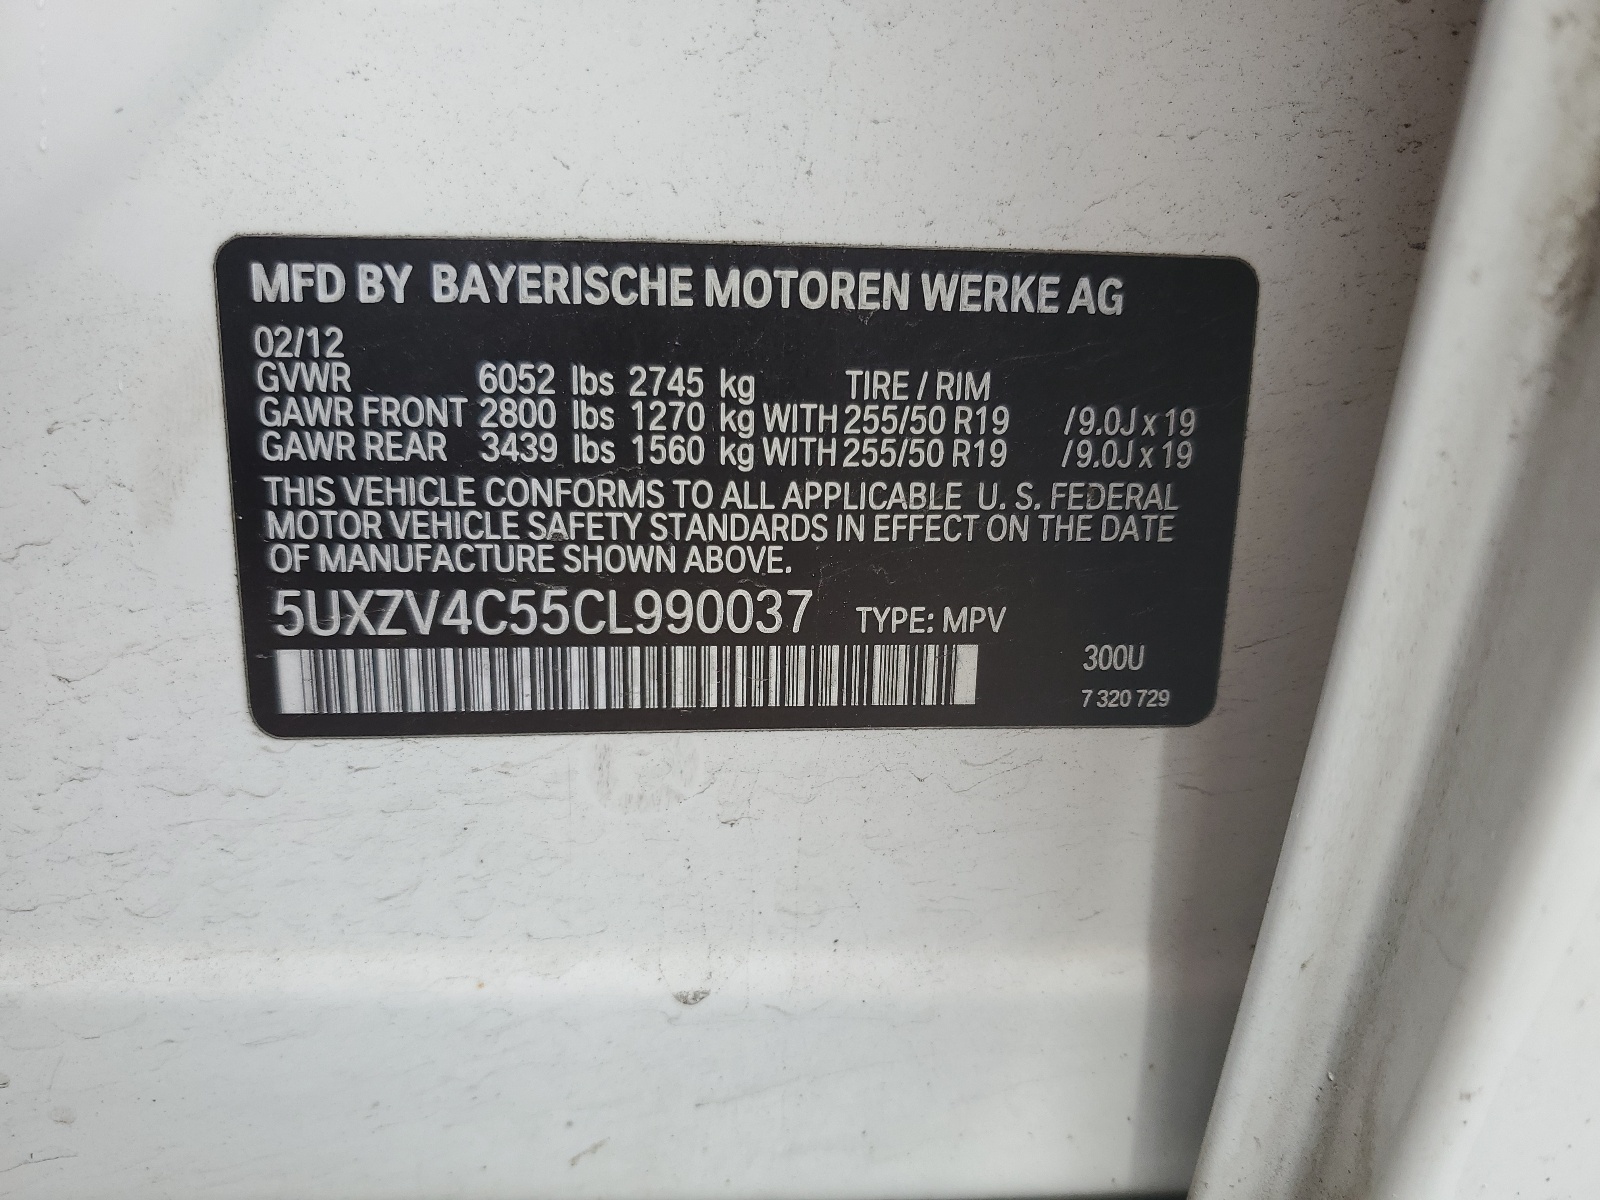 MFD BY BAYERISCHE MOTOREN WERKE AG
02/12
GVWR 6052 lbs 2745 kg TIRE / RIM
GAWR FRONT 2800 lbs 1270 kg WITH 255/50 R19 /9.0J x 19
GAWR REAR 3439 lbs 1560 kg WITH 255/50 R19 /9.0J x 19
THIS VEHICLE CONFORMS TO ALL APPLICABLE U. S. FEDERAL
MOTOR VEHICLE SAFETY STANDARDS IN EFFECT ON THE DATE
OF MANUFACTURE SHOWN ABOVE.
5UXZV4C55CL990037 TYPE: MPV
300U
7 320 729